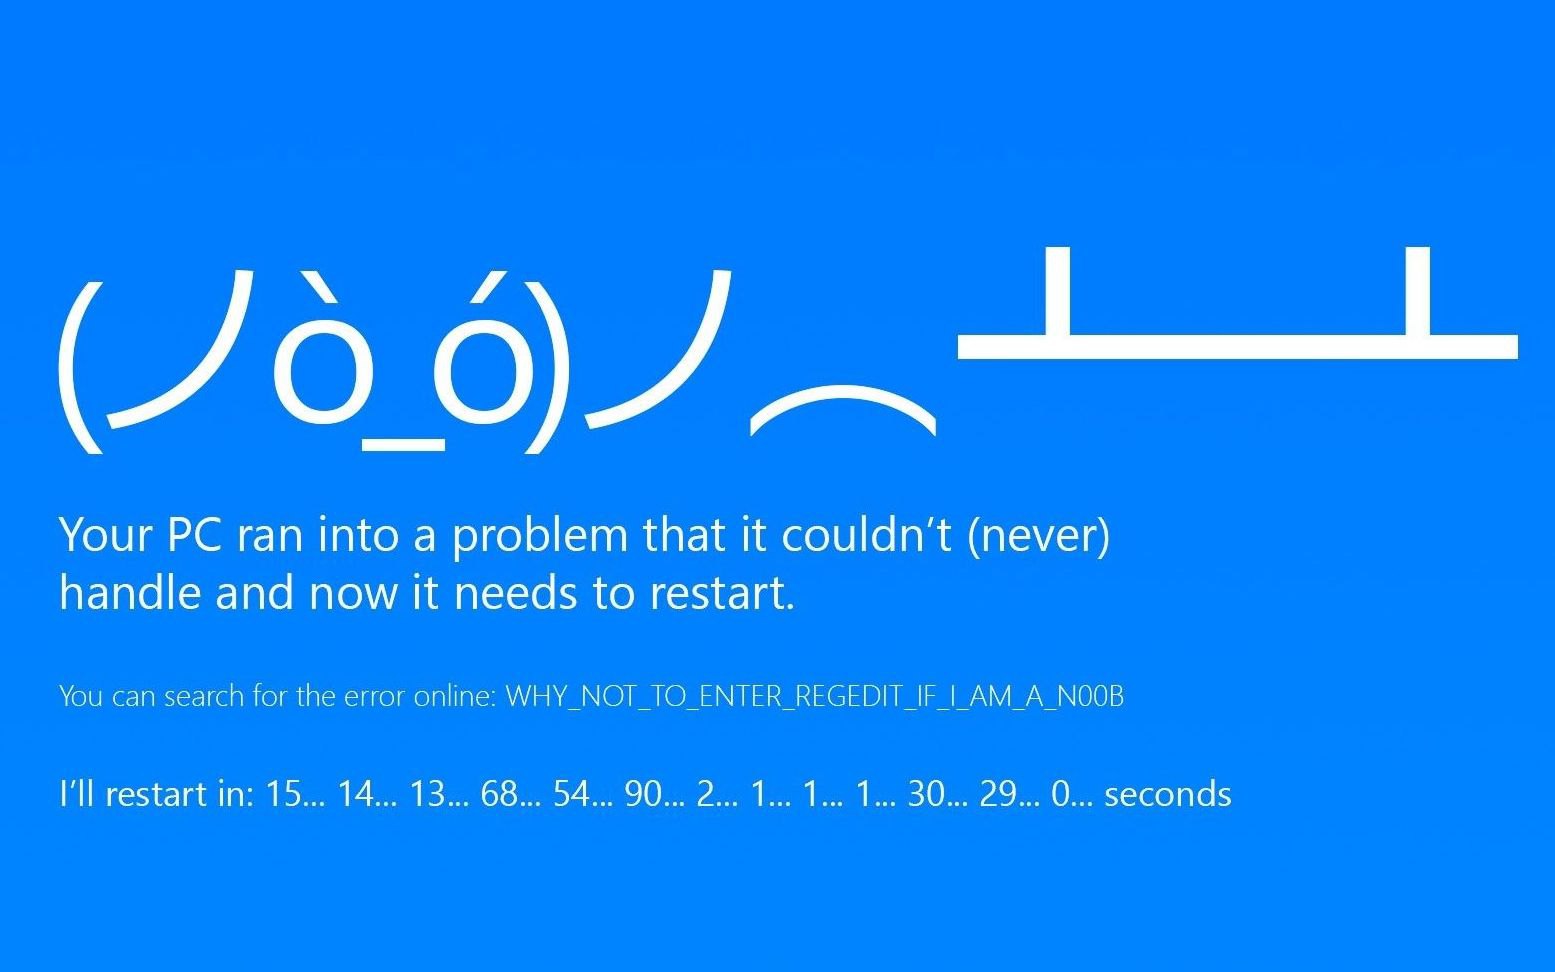 (ノò_ó)ノ︵┻━┻
Your PC ran into a problem that it couldn’t (never)
handle and now it needs to restart.
You can search for the error online: WHY_NOT_TO_ENTER_REGEDIT_IF_I_AM_A_N00B
I’ll restart in: 15... 14... 13... 68... 54... 90... 2... 1... 1... 1... 30... 29... 0... seconds